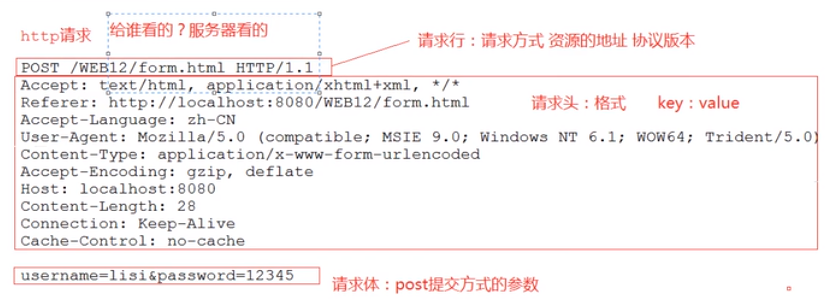 http请求
给谁看的？服务器看的
请求行：请求方式 资源的地址 协议版本
POST /WEB12/form.html HTTP/1.1
Accept: text/html, application/xhtml+xml, */*
Referer: http://localhost:8080/WEB12/form.html
请求头：格式 key：value
Accept-Language: zh-CN
User-Agent: Mozilla/5.0 (compatible; MSIE 9.0; Windows NT 6.1; WOW64; Trident/5.0)
Content-Type: application/x-www-form-urlencoded
Accept-Encoding: gzip, deflate
Host: localhost:8080
Content-Length: 28
Connection: Keep-Alive
Cache-Control: no-cache
username=lisi&password=12345
请求体：post提交方式的参数